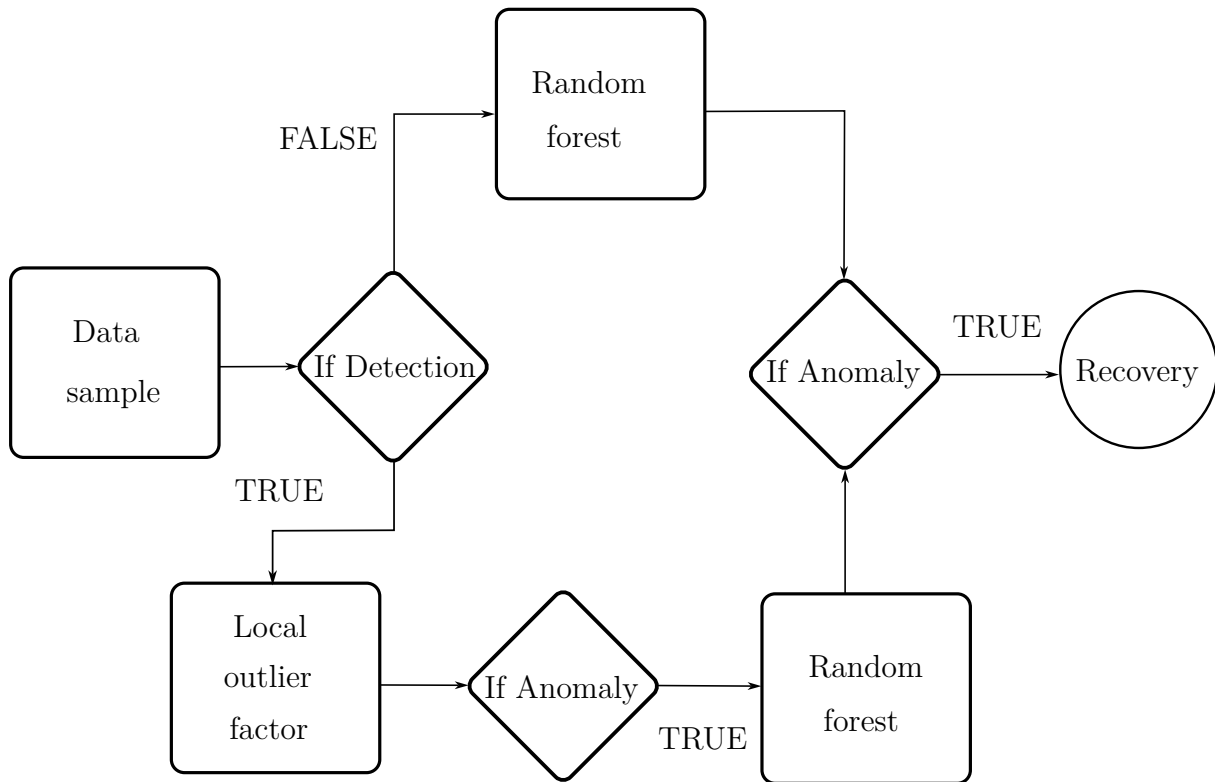 Random
forest
FALSE
Data
sample
If Detection
If Anomaly
TRUE
Recovery
TRUE
Local
outlier
factor
If Anomaly
TRUE
Random
forest